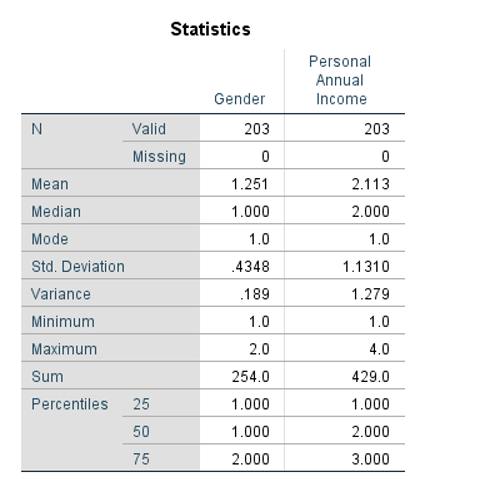 Statistics
Gender Personal Annual Income
N Valid 203 203
Missing 0 0
Mean 1.251 2.113
Median 1.000 2.000
Mode 1.0 1.0
Std. Deviation .4348 1.1310
Variance .189 1.279
Minimum 1.0 1.0
Maximum 2.0 4.0
Sum 254.0 429.0
Percentiles 25 1.000 1.000
50 1.000 2.000
75 2.000 3.000